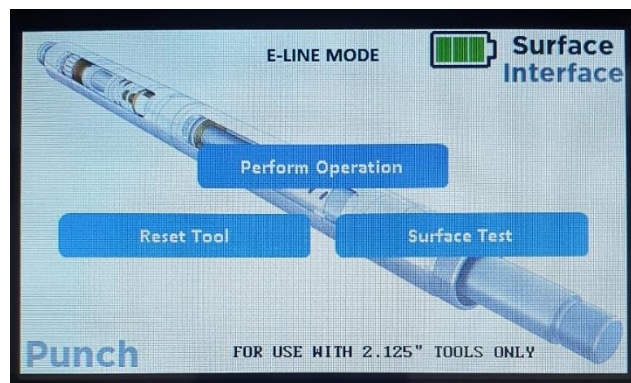 E-LINE MODE
Surface
Interface
Perform Operation
Reset Tool
Surface Test
Punch
FOR USE WITH 2.125" TOOLS ONLY